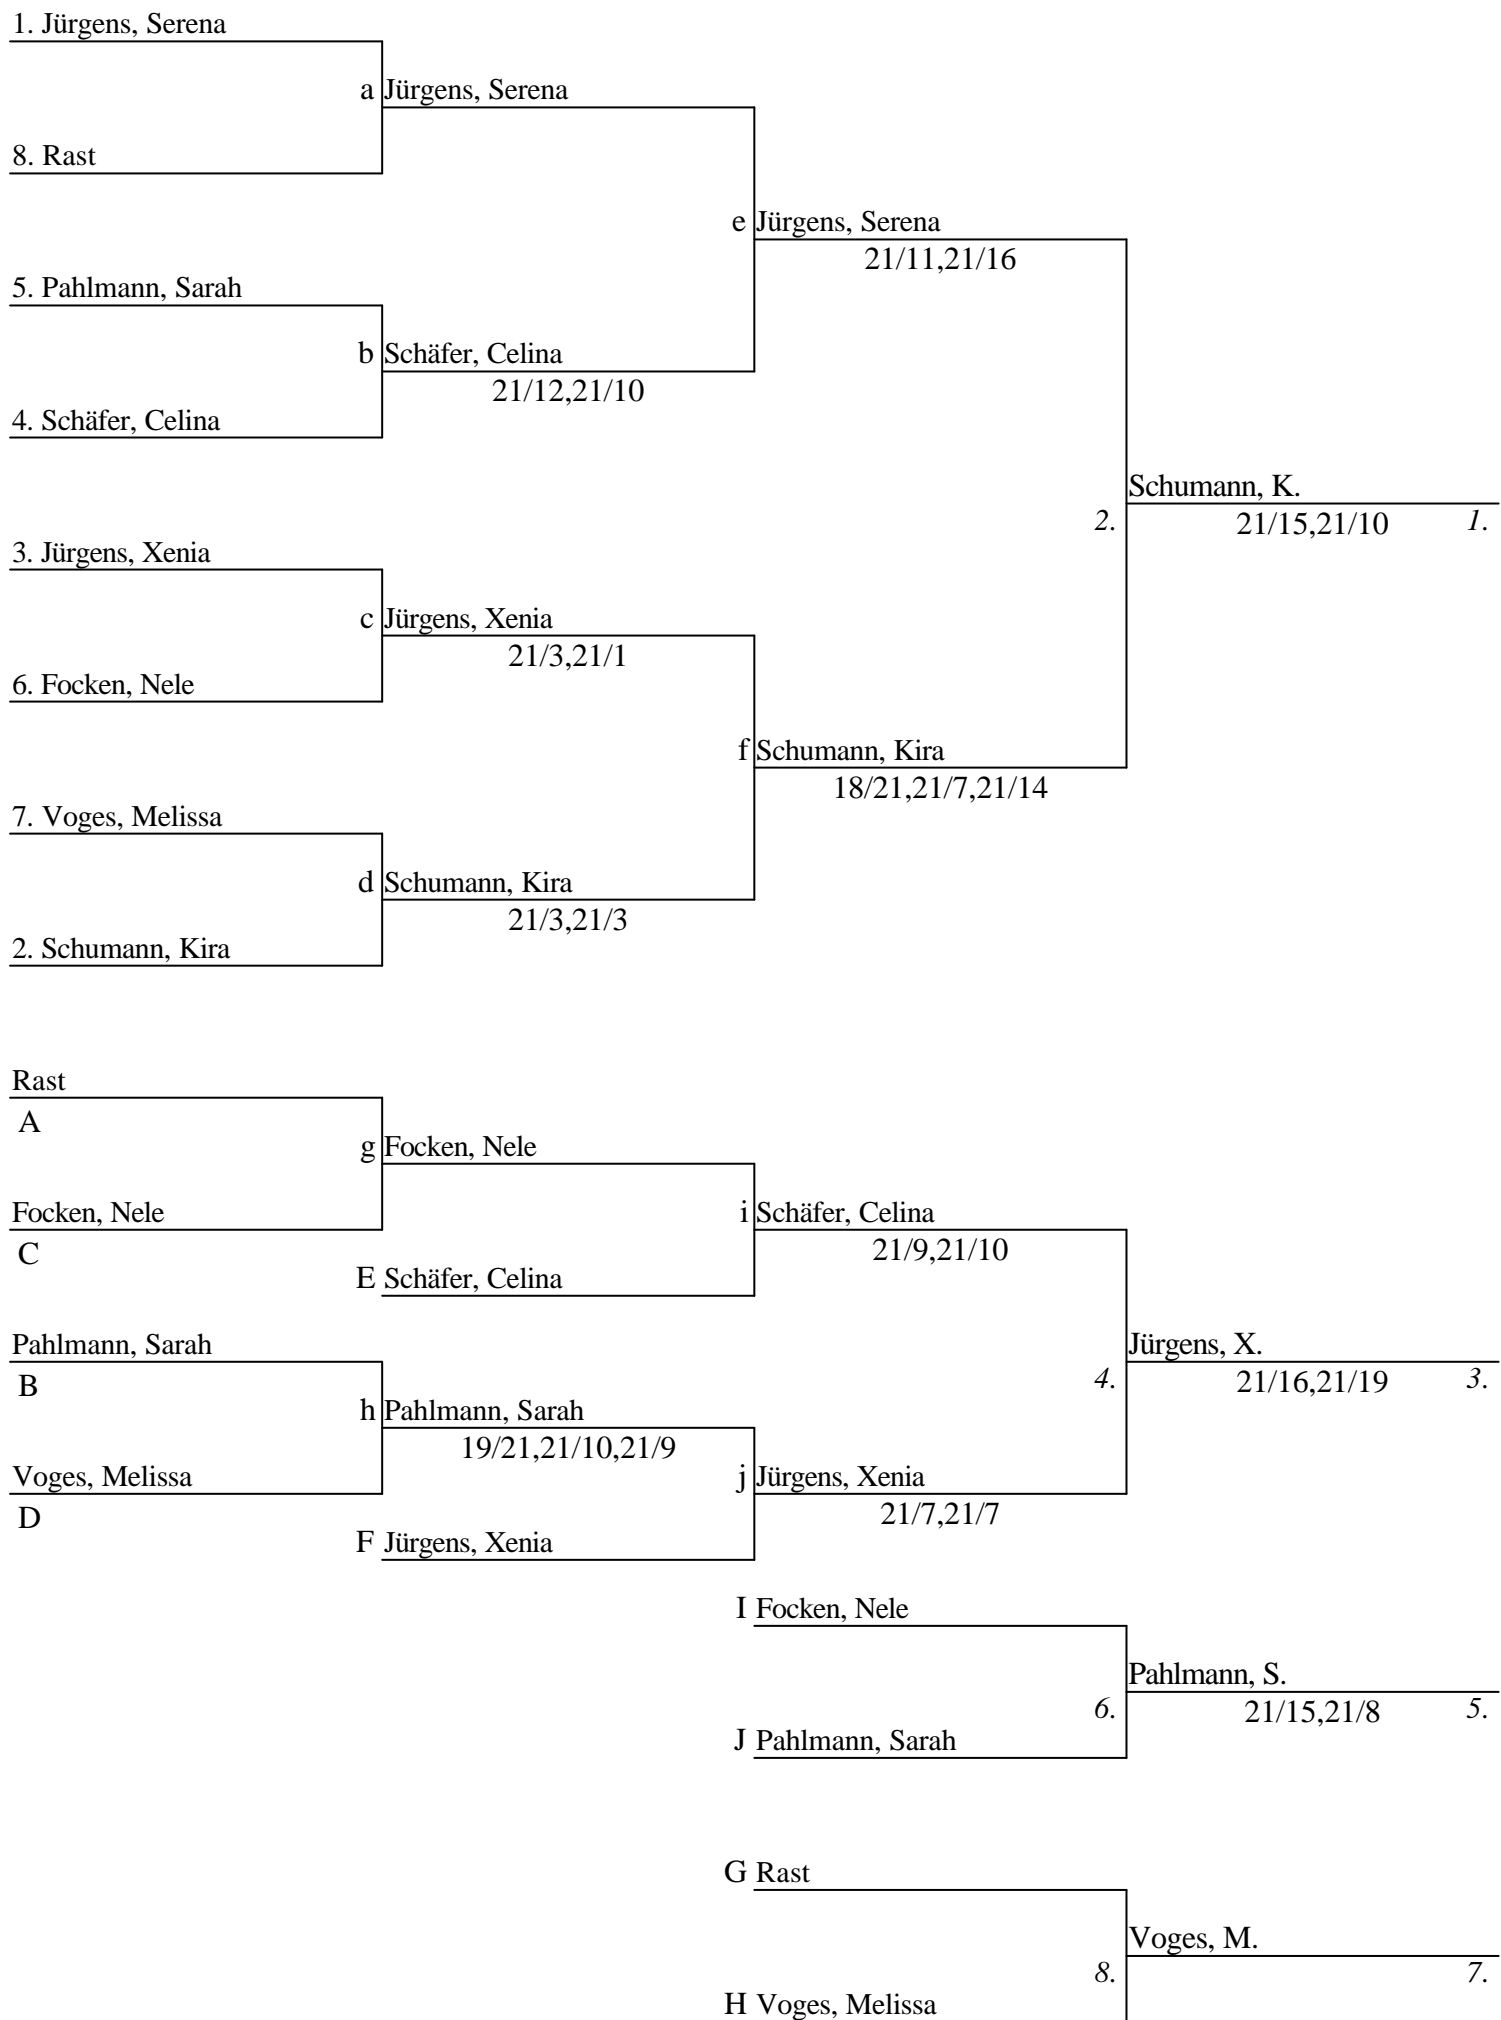 1. Jürgens, Serena
a Jürgens, Serena
8. Rast
e Jürgens, Serena
21/11,21/16
5. Pahlmann, Sarah
b Schäfer, Celina
21/12,21/10
4. Schäfer, Celina
Schumann, K.
2.
21/15,21/10
1.
3. Jürgens, Xenia
c Jürgens, Xenia
21/3,21/1
6. Focken, Nele
f Schumann, Kira
18/21,21/7,21/14
7. Voges, Melissa
d Schumann, Kira
21/3,21/3
2. Schumann, Kira
Rast
A
g Focken, Nele
Focken, Nele
C
i Schäfer, Celina
21/9,21/10
E Schäfer, Celina
Pahlmann, Sarah
B
Jürgens, X.
4.
21/16,21/19
3.
h Pahlmann, Sarah
19/21,21/10,21/9
Voges, Melissa
D
j Jürgens, Xenia
21/7,21/7
F Jürgens, Xenia
I Focken, Nele
Pahlmann, S.
6.
21/15,21/8
5.
J Pahlmann, Sarah
G Rast
Voges, M.
8.
7.
H Voges, Melissa